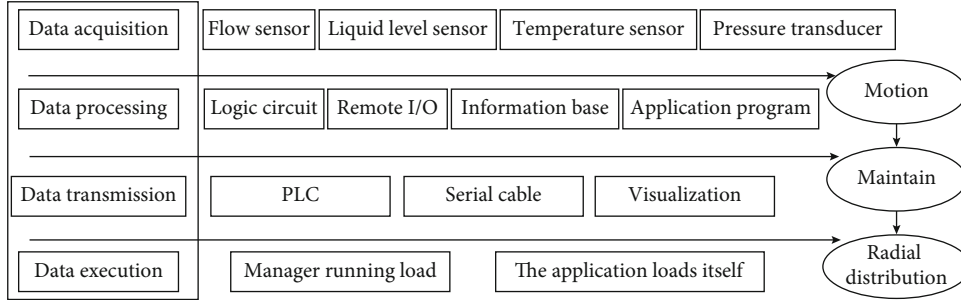 Data acquisition
Flow sensor
Liquid level sensor
Temperature sensor
Pressure transducer
Motion
Data processing
Logic circuit
Remote I/O
Information base
Application program
Maintain
Data transmission
PLC
Serial cable
Visualization
Radial
distribution
Data execution
Manager running load
The application loads itself